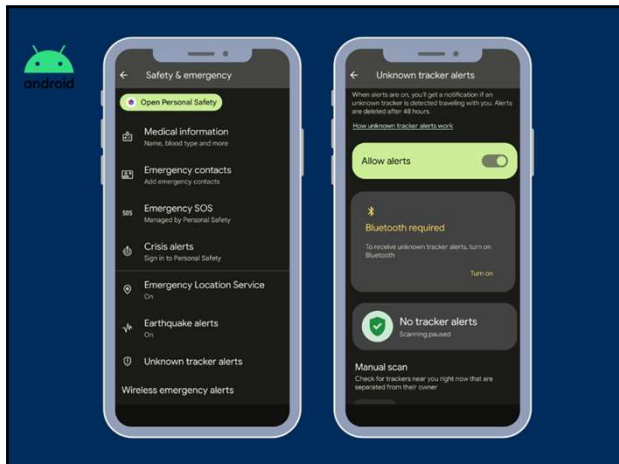 android
Safety & emergency
Open Personal Safety
Medical information
Name, blood type and more
Emergency contacts
Add emergency contacts
SOS
Emergency SOS
Managed by Personal Safety
Crisis alerts
Sign in to Personal Safety
Emergency Location Service
On
Earthquake alerts
On
Unknown tracker alerts
Wireless emergency alerts
Unknown tracker alerts
When alerts are on, you'll get a notification if an
unknown tracker is detected traveling with you. Alerts
are deleted after 48 hours.
How unknown tracker alerts work
Allow alerts
Bluetooth required
To receive unknown tracker alerts, turn on
Bluetooth
Turn on
No tracker alerts
Scanning paused
Manual scan
Check for trackers near you right now that are
separated from their owner